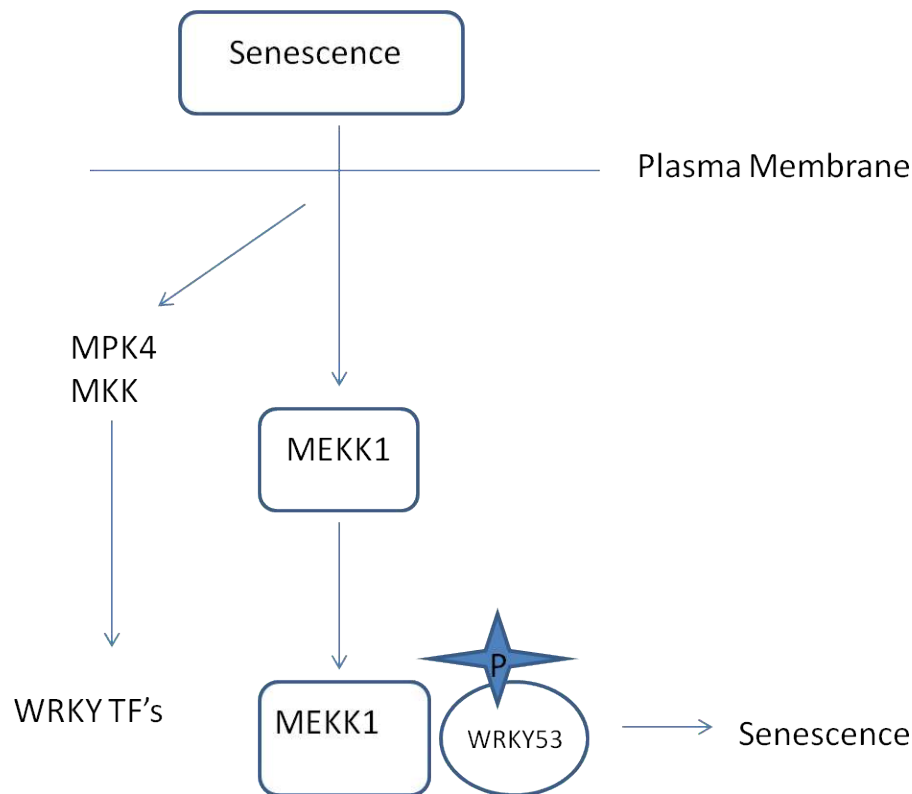 Senescence
Plasma Membrane
MPK4
MKK
MEKK1
P
WRKY TF’s
MEKK1
WRKY53
Senescence